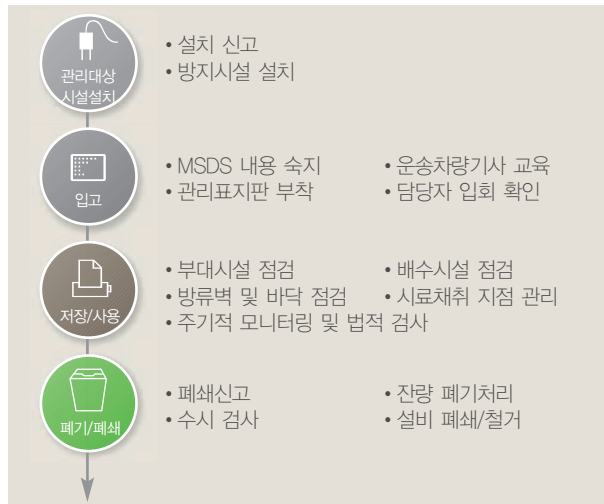 관리대상
시설설치
• 설치 신고
• 방지시설 설치
입고
• MSDS 내용 숙지 • 운송차량기사 교육
• 관리표지판 부착 • 담당자 입회 확인
저장/사용
• 부대시설 점검 • 배수시설 점검
• 방류벽 및 바닥 점검 • 시료채취 지점 관리
• 주기적 모니터링 및 법적 검사
폐기/폐쇄
• 폐쇄신고 • 잔량 폐기처리
• 수시 검사 • 설비 폐쇄/철거